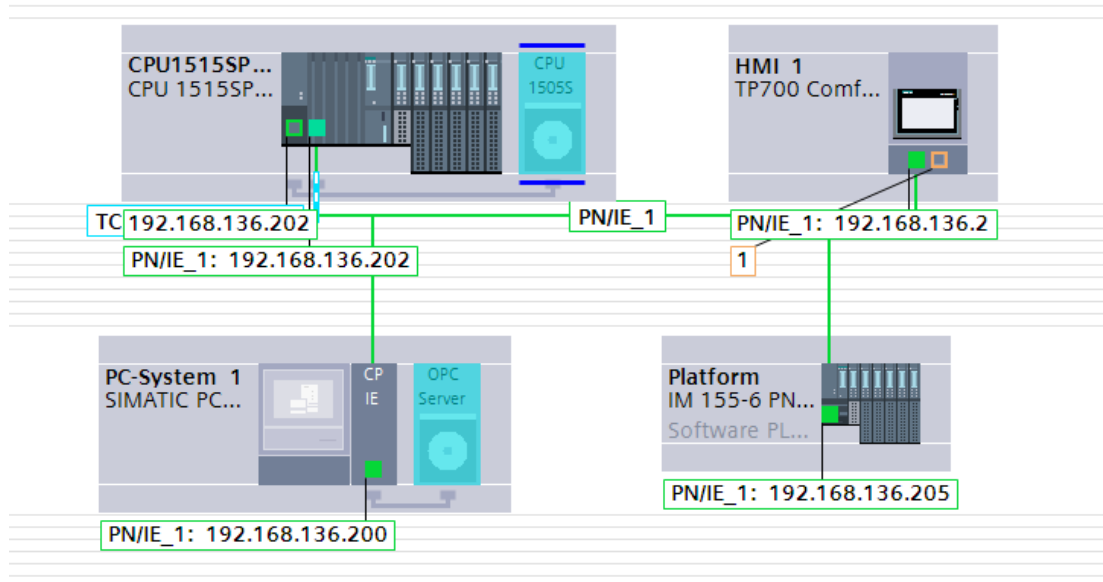 CPU1515SP...
CPU 1515SP...
CPU
1505S
HMI 1
TP700 Comf...
TC
192.168.136.202
PN/IE_1: 192.168.136.202
PN/IE_1
PN/IE_1: 192.168.136.2
1
PC-System 1
SIMATIC PC...
CP
IE
OPC
Server
PN/IE_1: 192.168.136.200
Platform
IM 155-6 PN...
Software PL...
PN/IE_1: 192.168.136.205